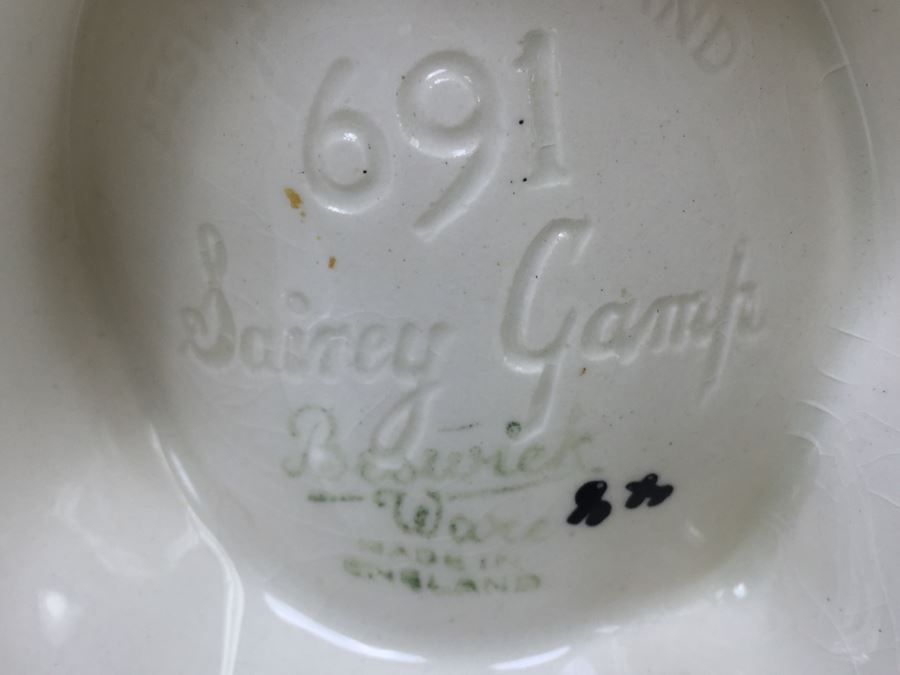 691
Sairey Gamp
Beswick
Ware
MADE IN
ENGLAND